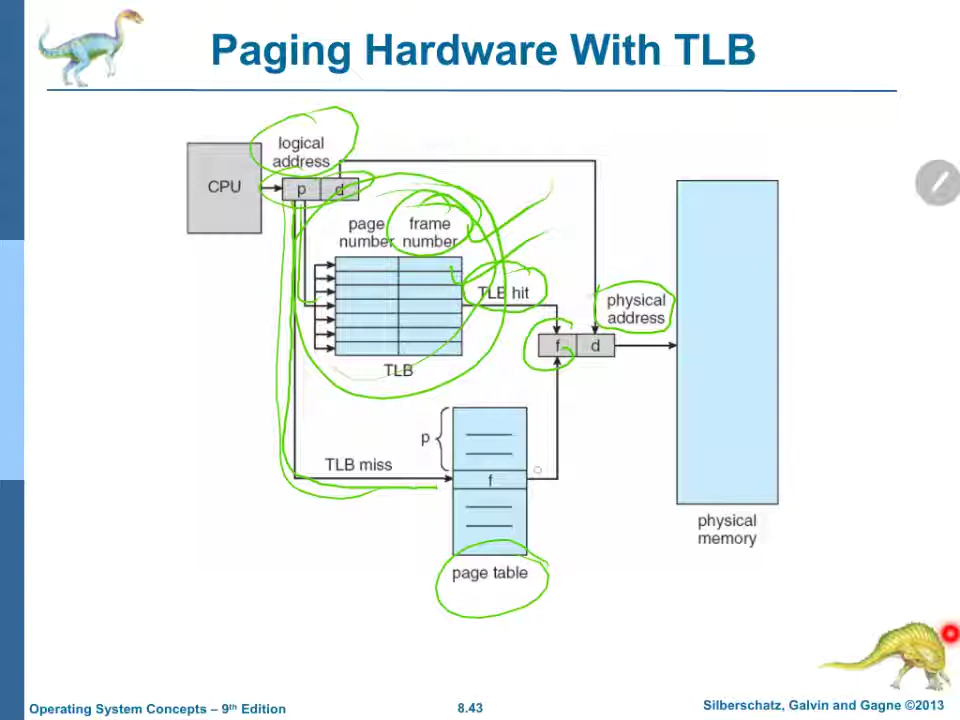 Paging Hardware With TLB
logical
address
CPU
p d
page
number
frame
number
TLB hit
physical
address
f d
TLB
p
TLB miss
f
physical
memory
page table
Operating System Concepts – 9th Edition
8.43
Silberschatz, Galvin and Gagne ©2013